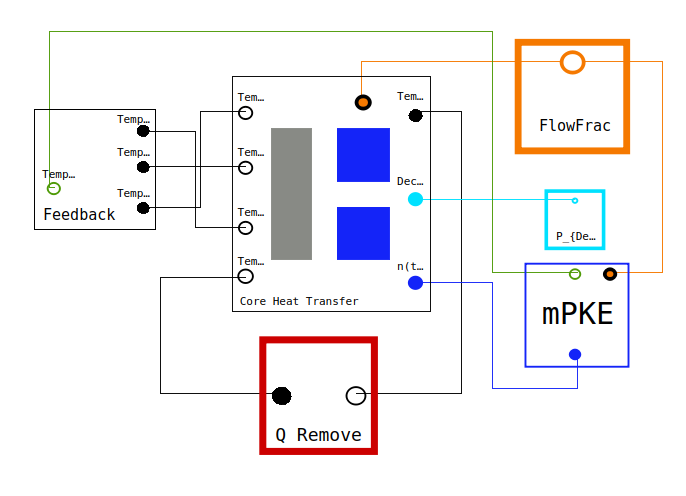 Temp…
Temp…
Temp…
Temp…
Feedback
Tem…
Tem…
Tem…
Tem…
Tem…
Dec…
n(t…
Core Heat Transfer
FlowFrac
P_{De…
mPKE
Q Remove